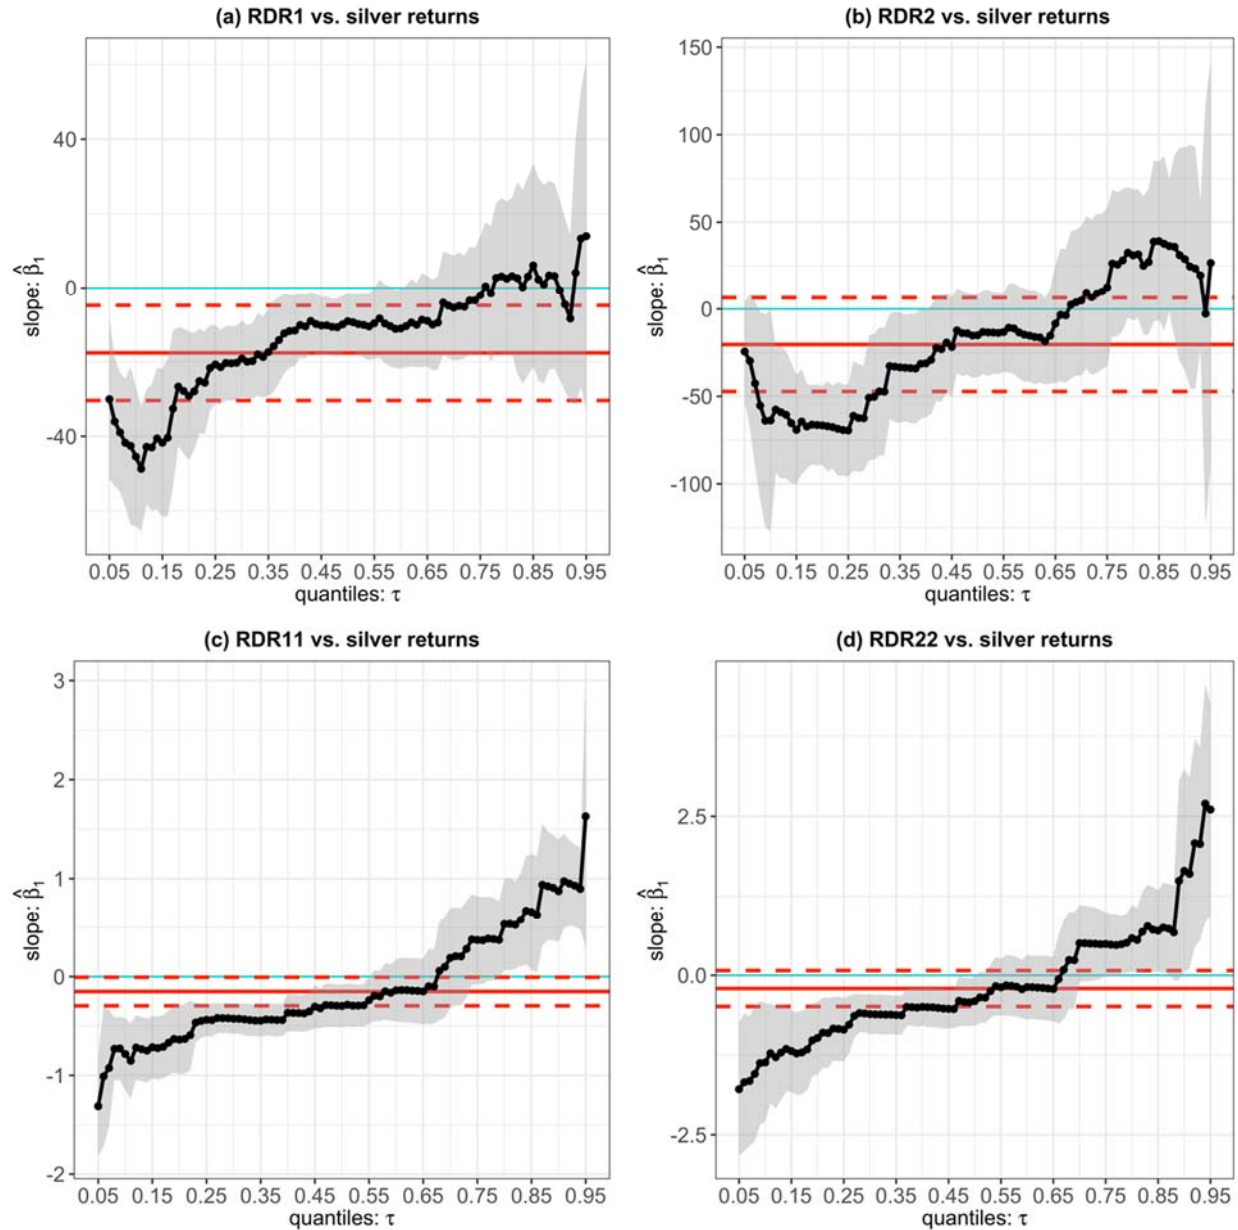 (a) RDR1 vs. silver returns
40
0
-40
slope: β̂₁
0.05 0.15 0.25 0.35 0.45 0.55 0.65 0.75 0.85 0.95
quantiles: τ
(b) RDR2 vs. silver returns
150
100
50
0
-50
-100
slope: β̂₁
0.05 0.15 0.25 0.35 0.45 0.55 0.65 0.75 0.85 0.95
quantiles: τ
(c) RDR11 vs. silver returns
3
2
1
0
-1
-2
slope: β̂₁
0.05 0.15 0.25 0.35 0.45 0.55 0.65 0.75 0.85 0.95
quantiles: τ
(d) RDR22 vs. silver returns
2.5
0.0
-2.5
slope: β̂₁
0.05 0.15 0.25 0.35 0.45 0.55 0.65 0.75 0.85 0.95
quantiles: τ